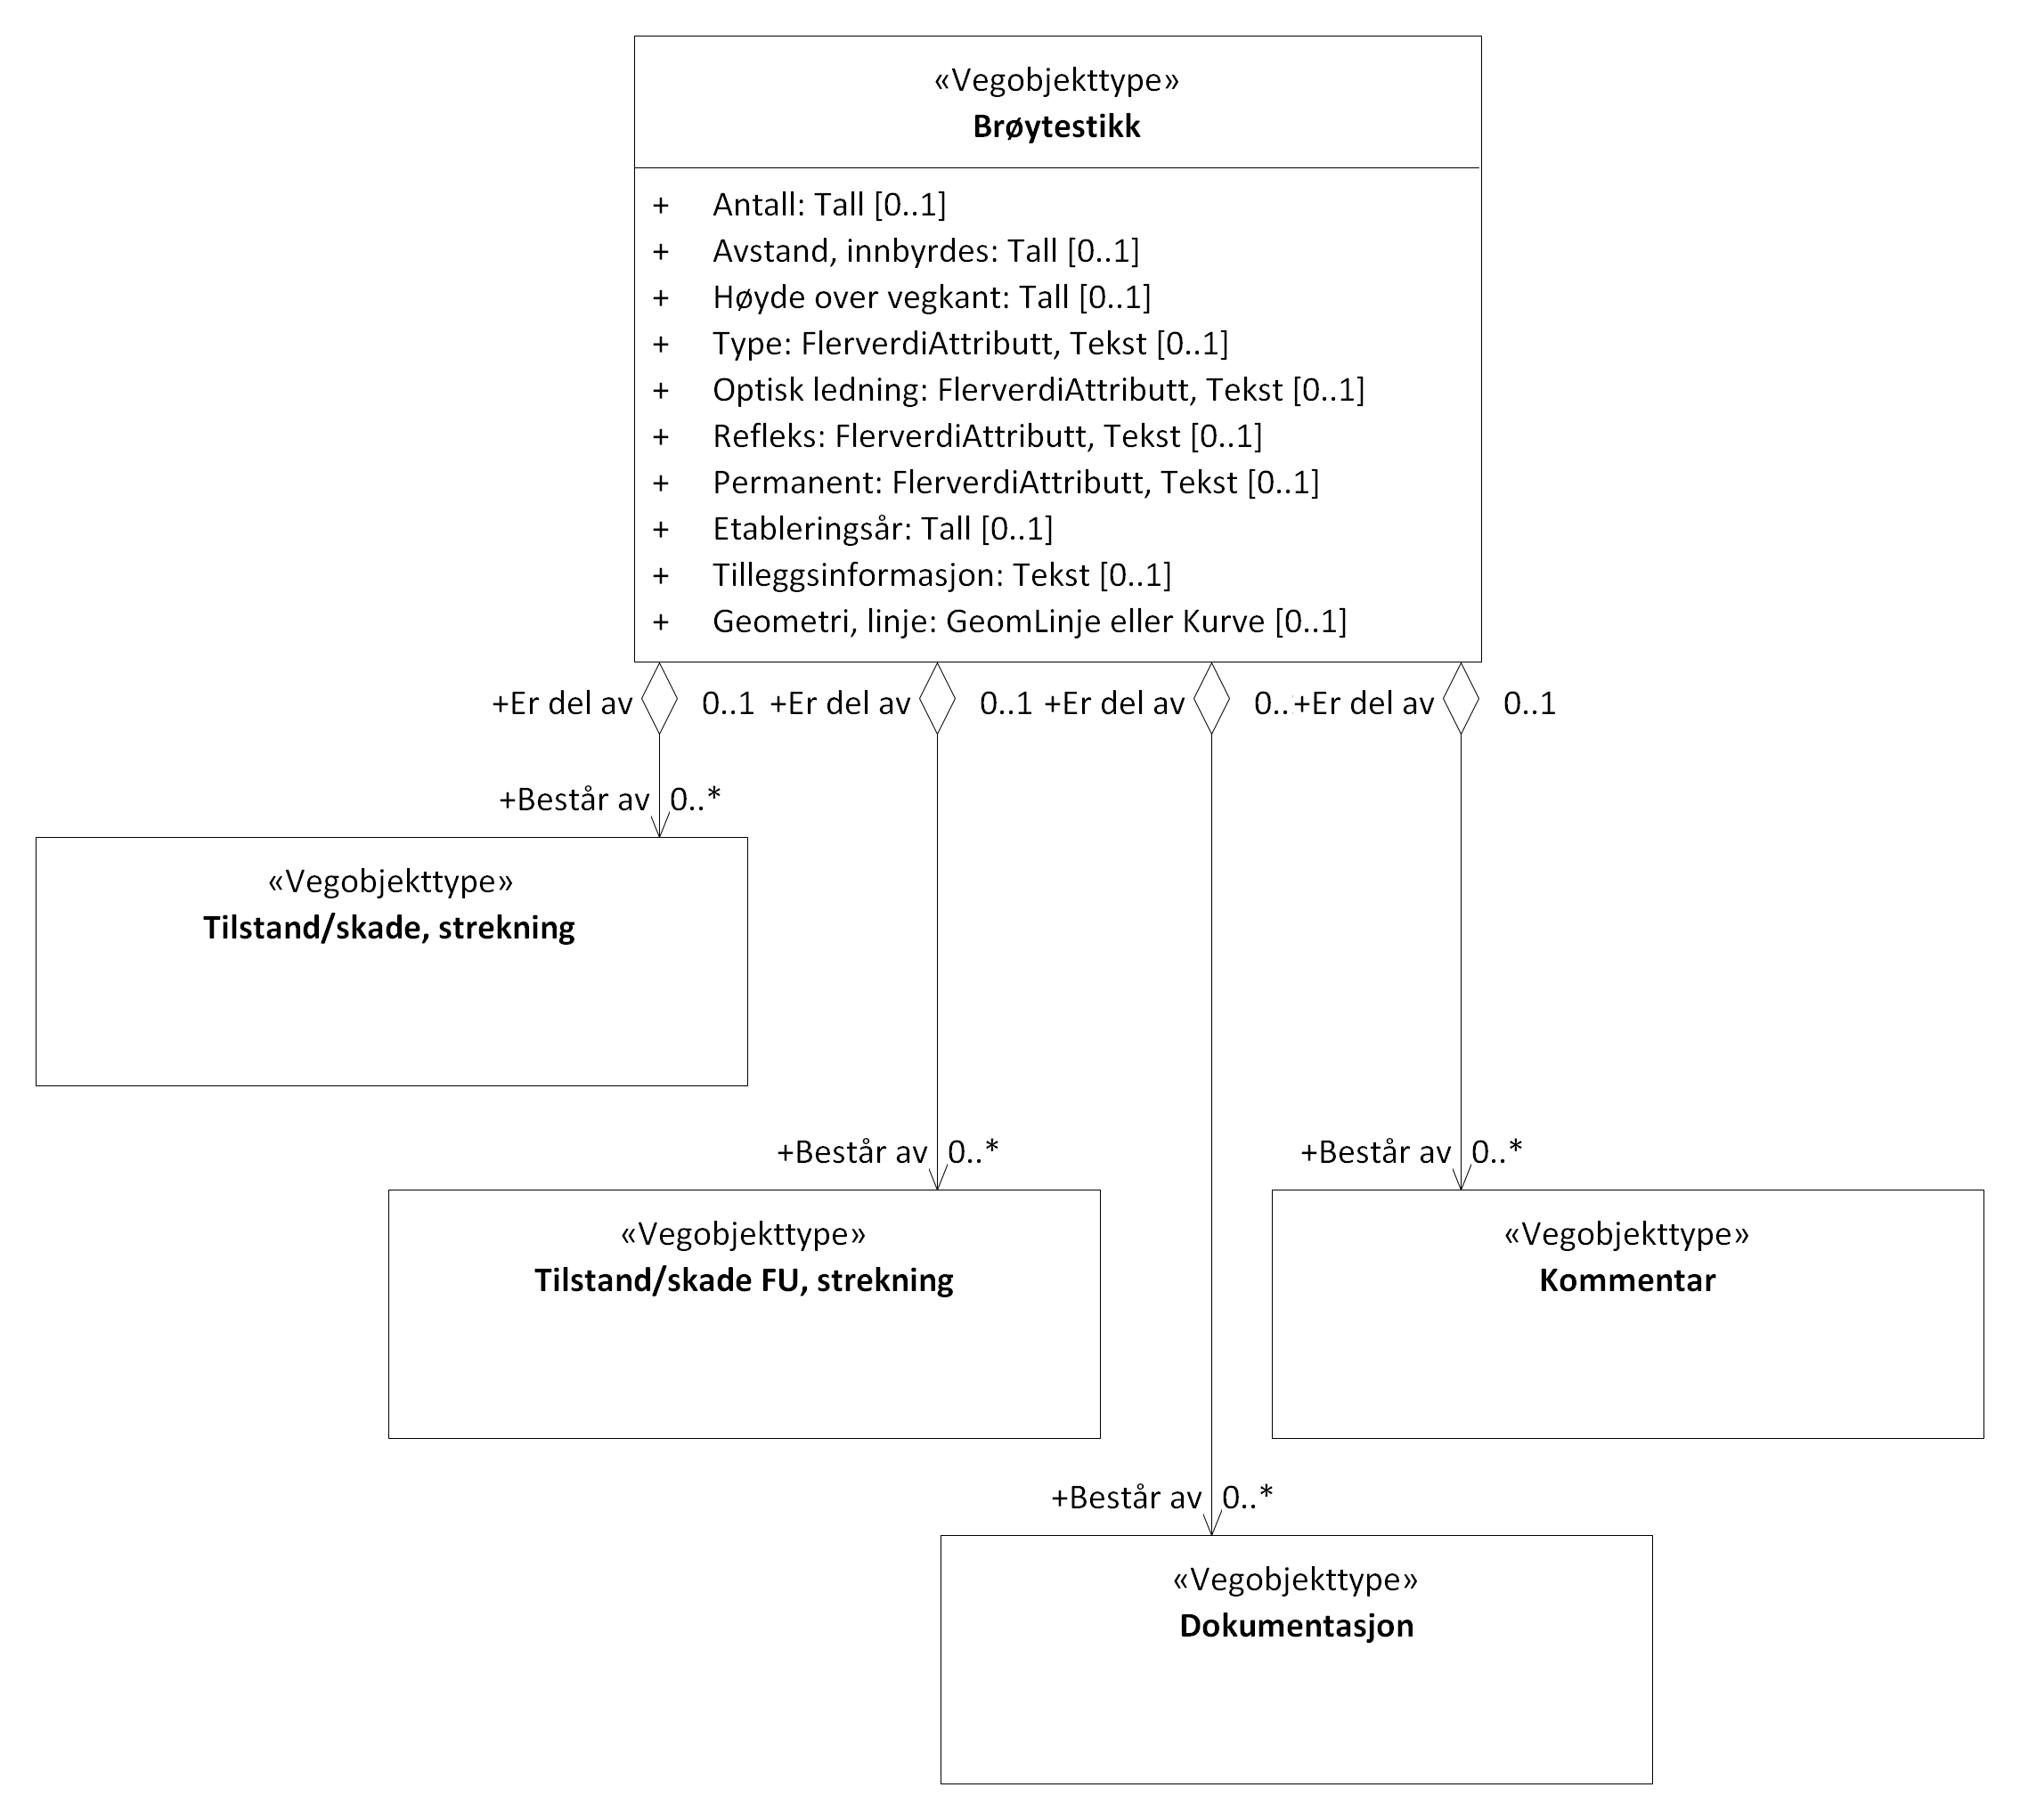 «Vegobjekttype»
Brøytestikk
+ Antall: Tall [0..1]
+ Avstand, innbyrdes: Tall [0..1]
+ Høyde over vegkant: Tall [0..1]
+ Type: FlerverdiAttributt, Tekst [0..1]
+ Optisk ledning: FlerverdiAttributt, Tekst [0..1]
+ Refleks: FlerverdiAttributt, Tekst [0..1]
+ Permanent: FlerverdiAttributt, Tekst [0..1]
+ Etableringsår: Tall [0..1]
+ Tilleggsinformasjon: Tekst [0..1]
+ Geometri, linje: GeomLinje eller Kurve [0..1]
+Er del av 0..1 +Er del av 0..1 +Er del av 0.. +Er del av 0..1
+Består av 0..*
«Vegobjekttype»
Tilstand/skade, strekning
+Består av 0..* +Består av 0..*
«Vegobjekttype» «Vegobjekttype»
Tilstand/skade FU, strekning Kommentar
+Består av 0..*
«Vegobjekttype»
Dokumentasjon